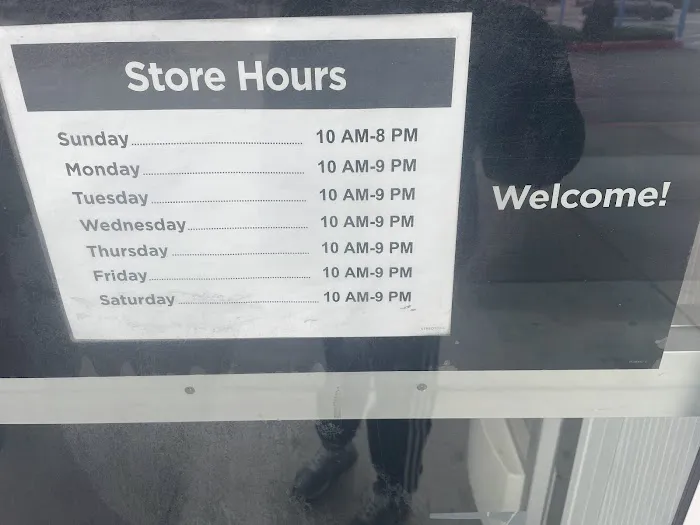 Store Hours
Sunday........................ 10 AM-8 PM
Monday........................ 10 AM-9 PM
Tuesday........................ 10 AM-9 PM
Wednesday........................ 10 AM-9 PM
Thursday........................ 10 AM-9 PM
Friday........................ 10 AM-9 PM
Saturday........................ 10 AM-9 PM
Welcome!